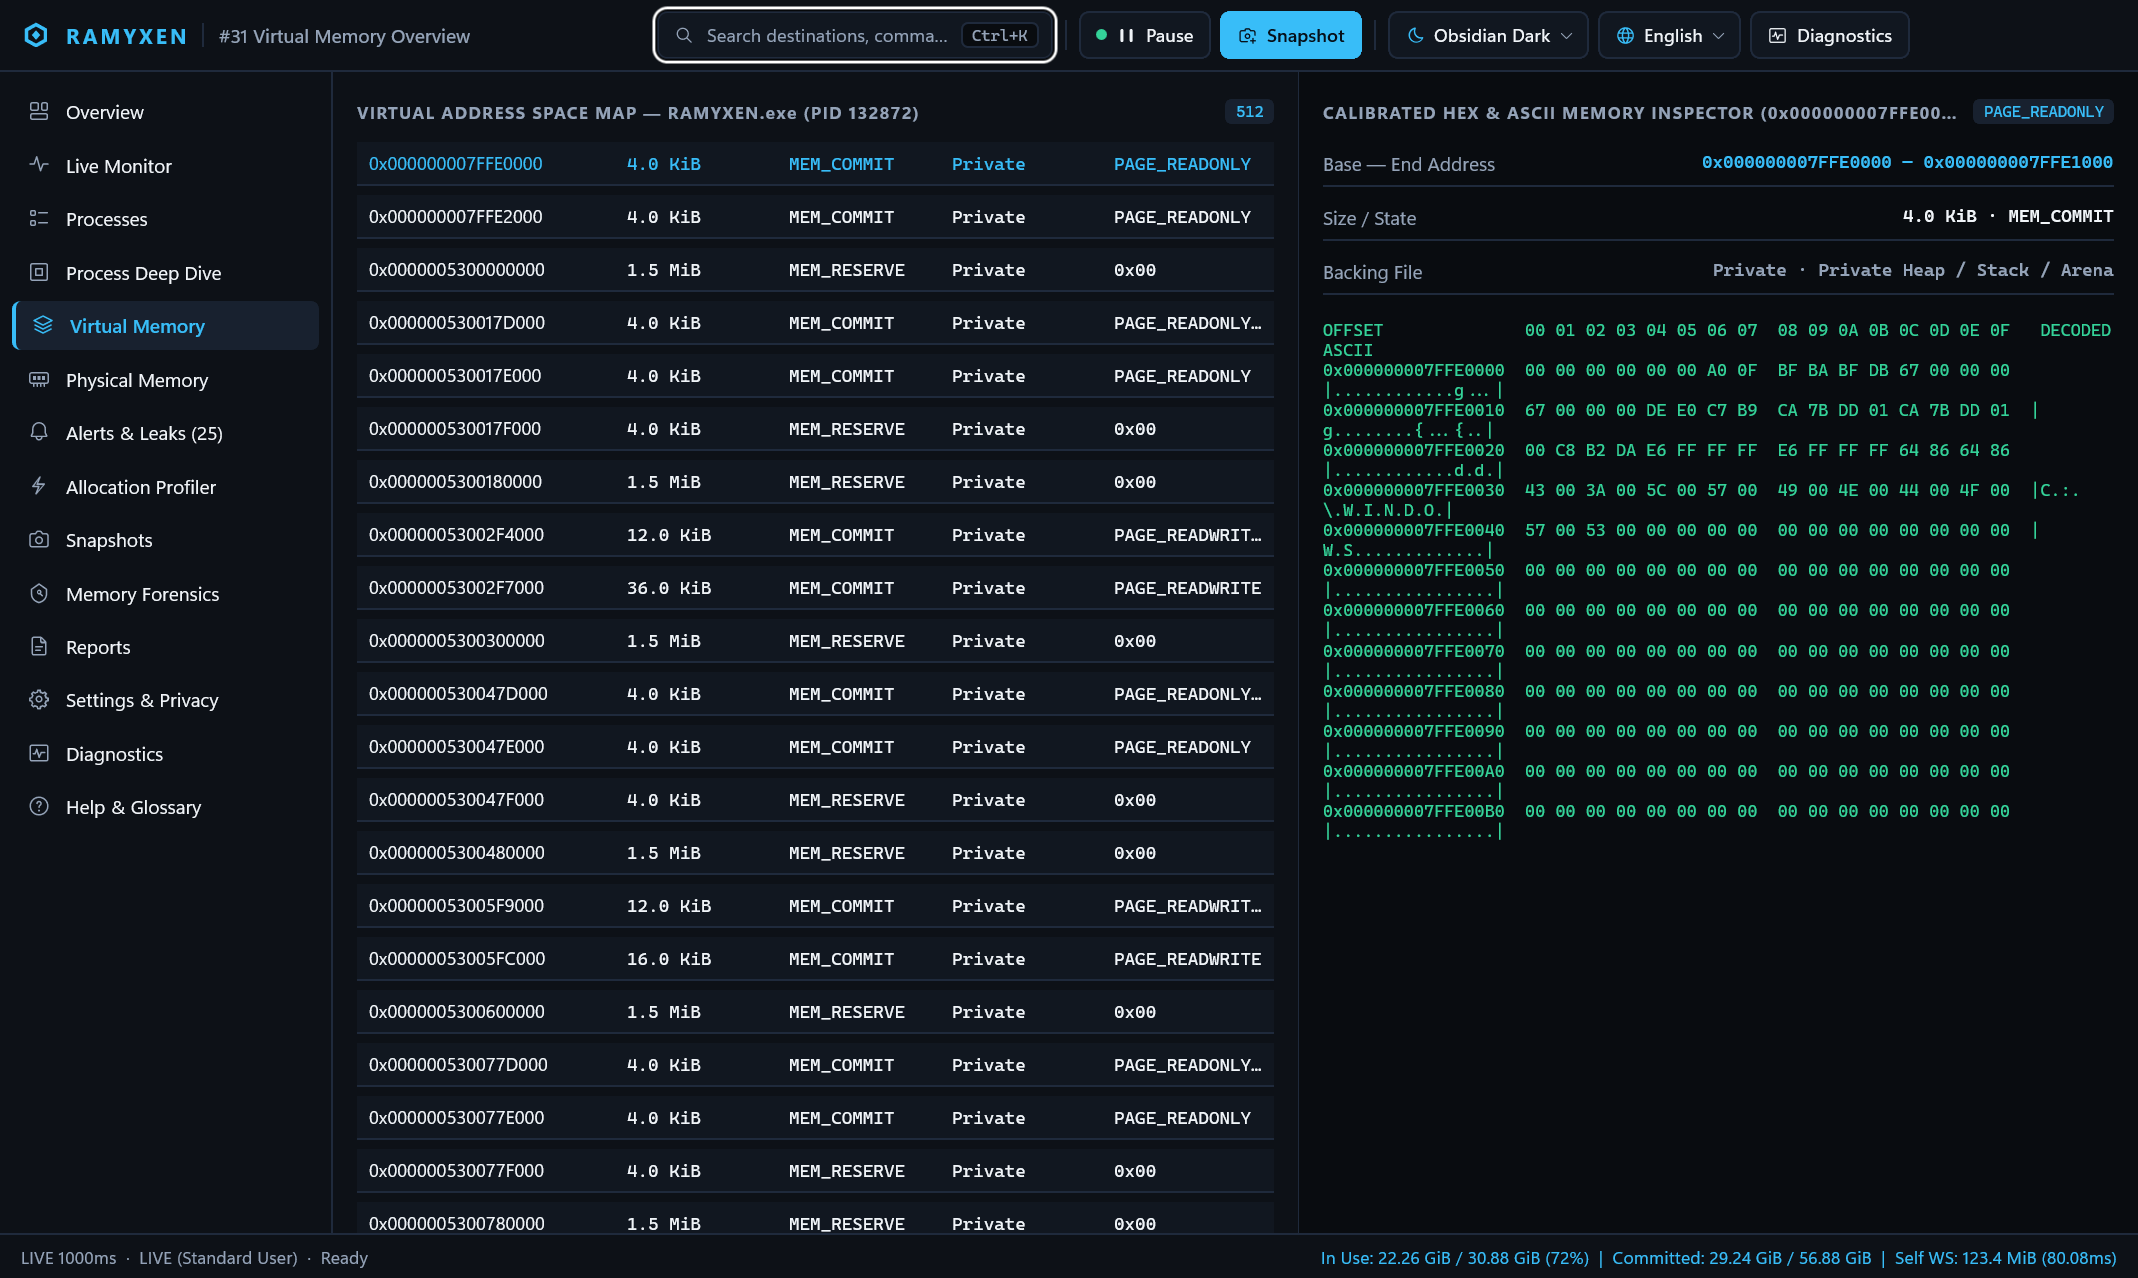 RAMYXEN
#31 Virtual Memory Overview
Search destinations, comma... Ctrl+K
Pause
Snapshot
Obsidian Dark
English
Diagnostics
Overview
Live Monitor
Processes
Process Deep Dive
Virtual Memory
Physical Memory
Alerts & Leaks (25)
Allocation Profiler
Snapshots
Memory Forensics
Reports
Settings & Privacy
Diagnostics
Help & Glossary
VIRTUAL ADDRESS SPACE MAP — RAMYXEN.exe (PID 132872) 512
0x000000007FFE0000 4.0 KiB MEM_COMMIT Private PAGE_READONLY
0x000000007FFE2000 4.0 KiB MEM_COMMIT Private PAGE_READONLY
0x0000005300000000 1.5 MiB MEM_RESERVE Private 0x00
0x000000530017D000 4.0 KiB MEM_COMMIT Private PAGE_READONLY…
0x000000530017E000 4.0 KiB MEM_COMMIT Private PAGE_READONLY
0x000000530017F000 4.0 KiB MEM_RESERVE Private 0x00
0x0000005300180000 1.5 MiB MEM_RESERVE Private 0x00
0x00000053002F4000 12.0 KiB MEM_COMMIT Private PAGE_READWRIT…
0x00000053002F7000 36.0 KiB MEM_COMMIT Private PAGE_READWRITE
0x0000005300300000 1.5 MiB MEM_RESERVE Private 0x00
0x000000530047D000 4.0 KiB MEM_COMMIT Private PAGE_READONLY…
0x000000530047E000 4.0 KiB MEM_COMMIT Private PAGE_READONLY
0x000000530047F000 4.0 KiB MEM_RESERVE Private 0x00
0x0000005300480000 1.5 MiB MEM_RESERVE Private 0x00
0x00000053005F9000 12.0 KiB MEM_COMMIT Private PAGE_READWRIT…
0x00000053005FC000 16.0 KiB MEM_COMMIT Private PAGE_READWRITE
0x0000005300600000 1.5 MiB MEM_RESERVE Private 0x00
0x000000530077D000 4.0 KiB MEM_COMMIT Private PAGE_READONLY…
0x000000530077E000 4.0 KiB MEM_COMMIT Private PAGE_READONLY
0x000000530077F000 4.0 KiB MEM_RESERVE Private 0x00
0x0000005300780000 1.5 MiB MEM_RESERVE Private 0x00
CALIBRATED HEX & ASCII MEMORY INSPECTOR (0x000000007FFE00… PAGE_READONLY
Base — End Address 0x000000007FFE0000 — 0x000000007FFE1000
Size / State 4.0 KiB · MEM_COMMIT
Backing File Private · Private Heap / Stack / Arena
OFFSET 00 01 02 03 04 05 06 07 08 09 0A 0B 0C 0D 0E 0F DECODED
ASCII
0x000000007FFE0000 00 00 00 00 00 00 A0 0F BF BA BF DB 67 00 00 00
|............g...|
0x000000007FFE0010 67 00 00 00 DE E0 C7 B9 CA 7B DD 01 CA 7B DD 01 |
g........{...{..|
0x000000007FFE0020 00 C8 B2 DA E6 FF FF FF E6 FF FF FF 64 86 64 86
|............d.d.|
0x000000007FFE0030 43 00 3A 00 5C 00 57 00 49 00 4E 00 44 00 4F 00 |C.:.
\.W.I.N.D.O.|
0x000000007FFE0040 57 00 53 00 00 00 00 00 00 00 00 00 00 00 00 00 |
W.S.............|
0x000000007FFE0050 00 00 00 00 00 00 00 00 00 00 00 00 00 00 00 00
|................|
0x000000007FFE0060 00 00 00 00 00 00 00 00 00 00 00 00 00 00 00 00
|................|
0x000000007FFE0070 00 00 00 00 00 00 00 00 00 00 00 00 00 00 00 00
|................|
0x000000007FFE0080 00 00 00 00 00 00 00 00 00 00 00 00 00 00 00 00
|................|
0x000000007FFE0090 00 00 00 00 00 00 00 00 00 00 00 00 00 00 00 00
|................|
0x000000007FFE00A0 00 00 00 00 00 00 00 00 00 00 00 00 00 00 00 00
|................|
0x000000007FFE00B0 00 00 00 00 00 00 00 00 00 00 00 00 00 00 00 00
|................|
LIVE 1000ms · LIVE (Standard User) · Ready
In Use: 22.26 GiB / 30.88 GiB (72%) | Committed: 29.24 GiB / 56.88 GiB | Self WS: 123.4 MiB (80.08ms)